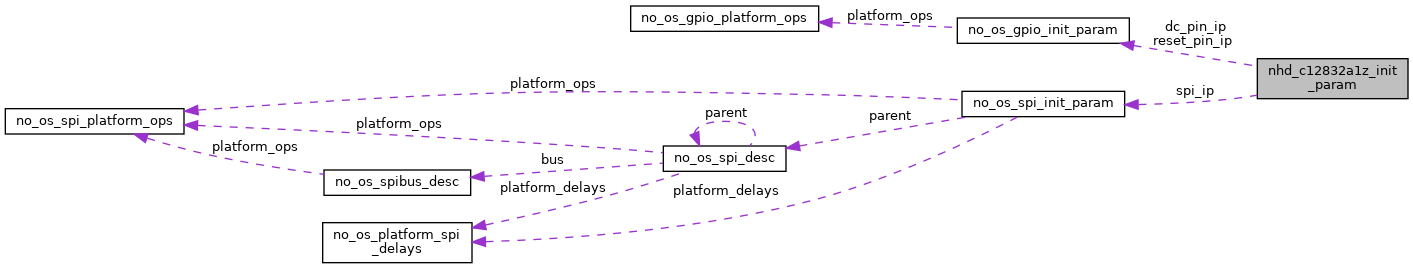 no_os_gpio_platform_ops
platform_ops
no_os_gpio_init_param
dc_pin_ip
reset_pin_ip
nhd_c12832a1z_init
_param
spi_ip
platform_ops
no_os_spi_init_param
no_os_spi_platform_ops
platform_ops
parent
parent
no_os_spi_desc
platform_ops
bus
no_os_spibus_desc
platform_delays
platform_delays
no_os_platform_spi
_delays